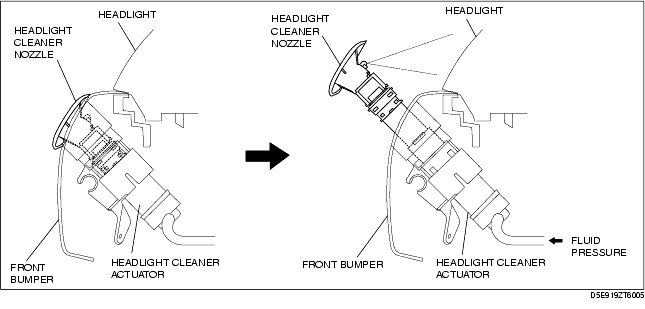 HEADLIGHT
HEADLIGHT
CLEANER
NOZZLE
FRONT
BUMPER
HEADLIGHT CLEANER
ACTUATOR
HEADLIGHT
CLEANER
NOZZLE
HEADLIGHT
FLUID
PRESSURE
FRONT BUMPER
HEADLIGHT CLEANER
ACTUATOR
D5E919ZT6005